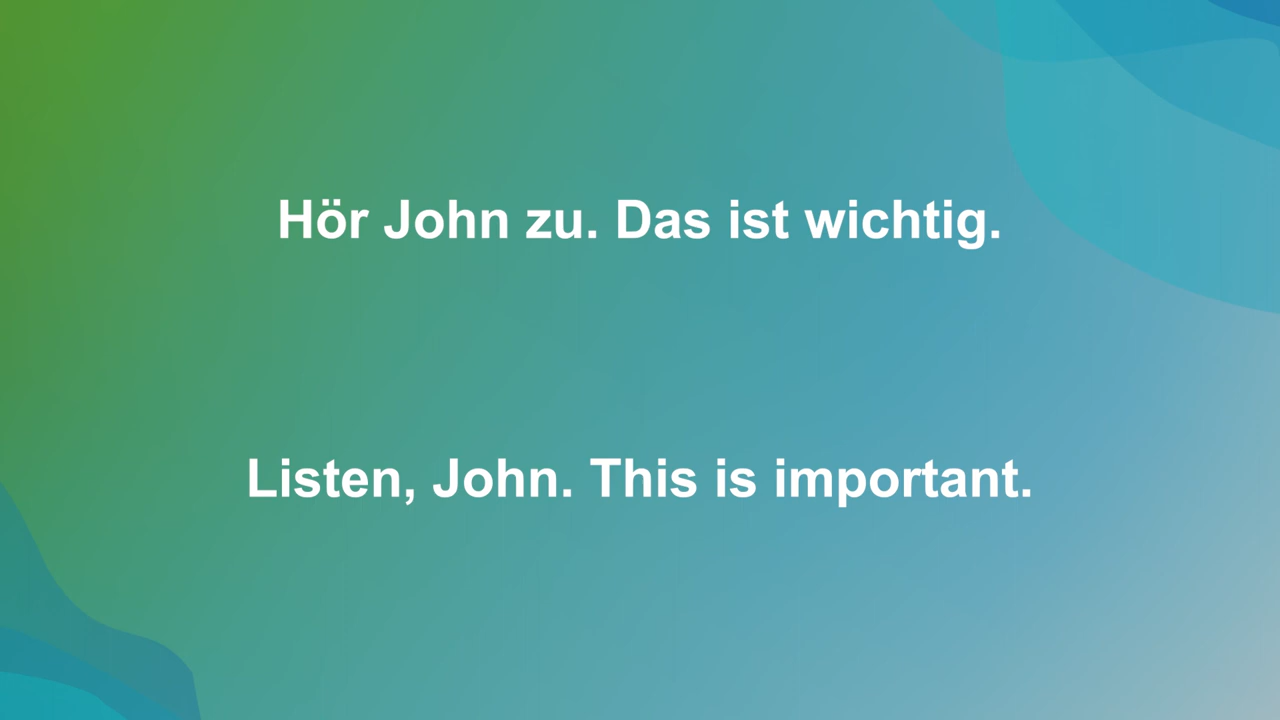 Hör John zu. Das ist wichtig.
Listen, John. This is important.